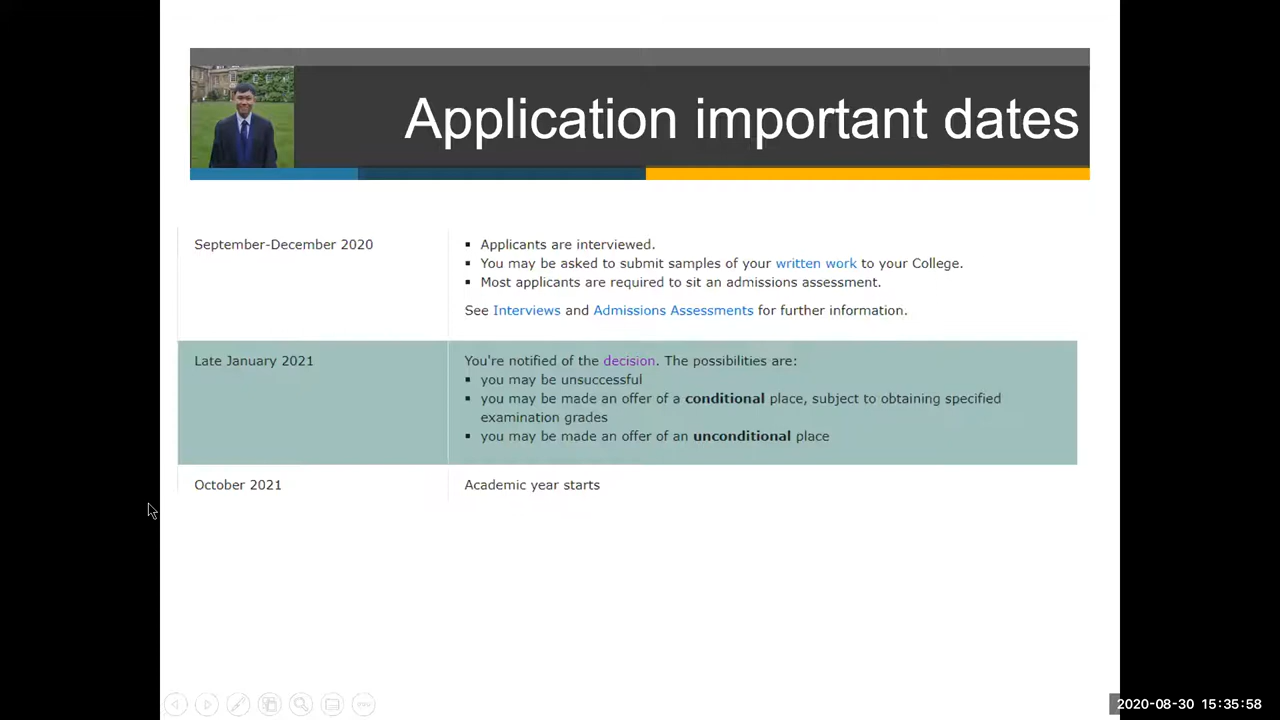 Application important dates
September-December 2020
▪ Applicants are interviewed.
▪ You may be asked to submit samples of your written work to your College.
▪ Most applicants are required to sit an admissions assessment.
See Interviews and Admissions Assessments for further information.
Late January 2021
You're notified of the decision. The possibilities are:
▪ you may be unsuccessful
▪ you may be made an offer of a conditional place, subject to obtaining specified
examination grades
▪ you may be made an offer of an unconditional place
October 2021
Academic year starts
2020-08-30 15:35:58